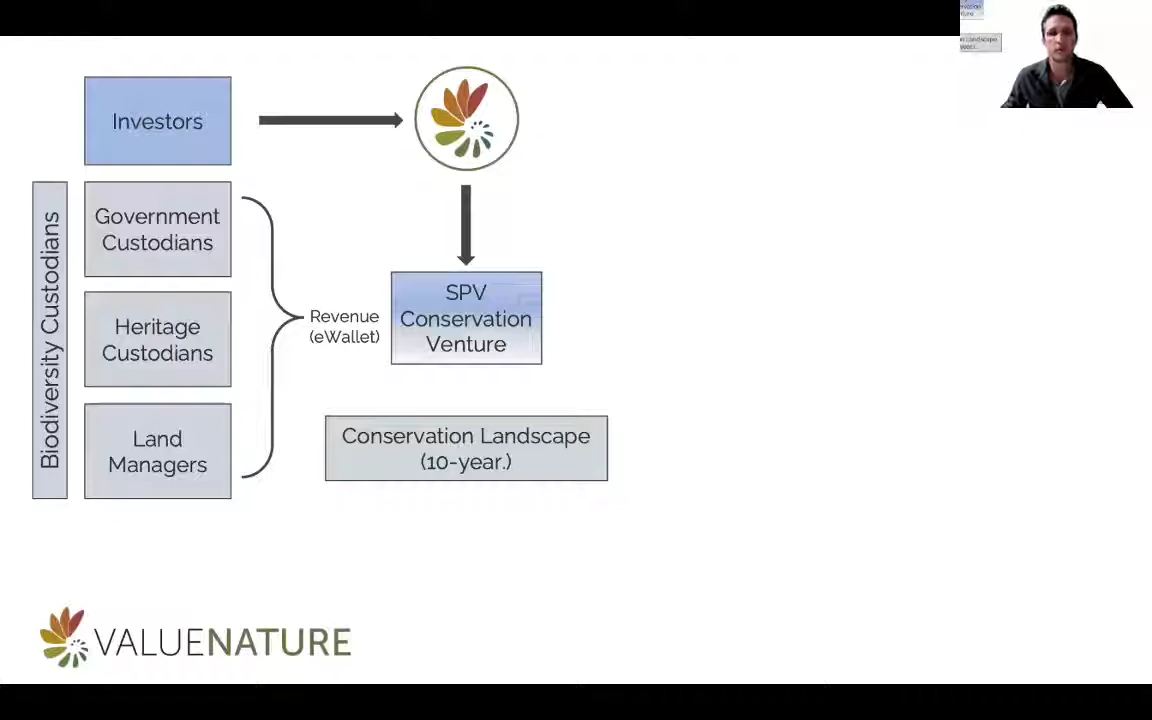 Investors
Government
Custodians
Heritage
Custodians
Land
Managers
Biodiversity Custodians
Revenue
(eWallet)
SPV
Conservation
Venture
Conservation Landscape
(10-year.)
VALUENATURE